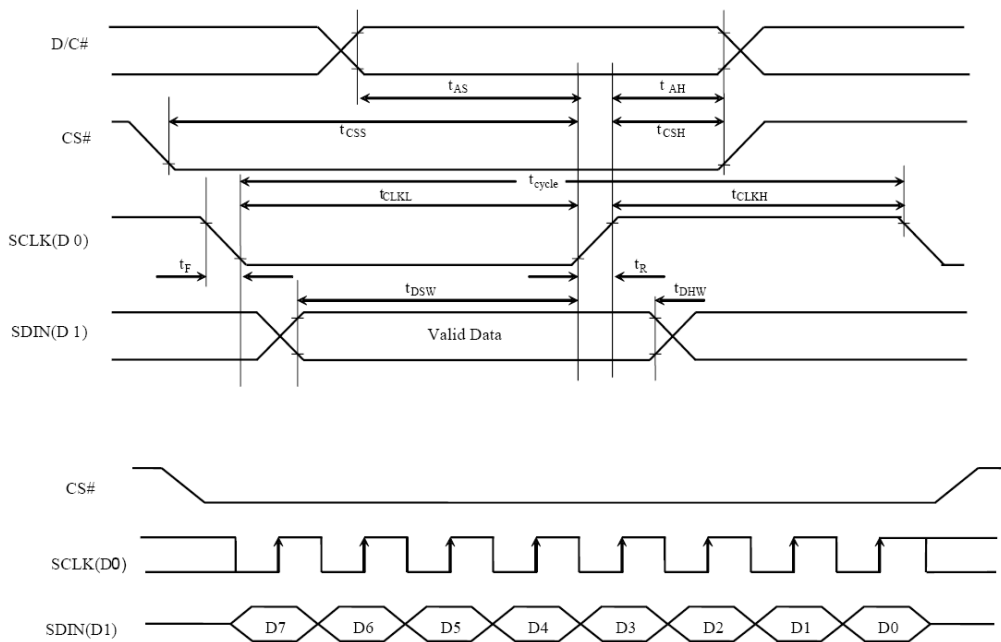 D/C#
tAS
tAH
CS#
tCSS
tCSH
tcycle
tCLKL
tCLKH
SCLK(D 0)
tF
tR
tDSW
tDHW
SDIN(D 1)
Valid Data
CS#
SCLK(D0)
SDIN(D1)
D7 D6 D5 D4 D3 D2 D1 D0